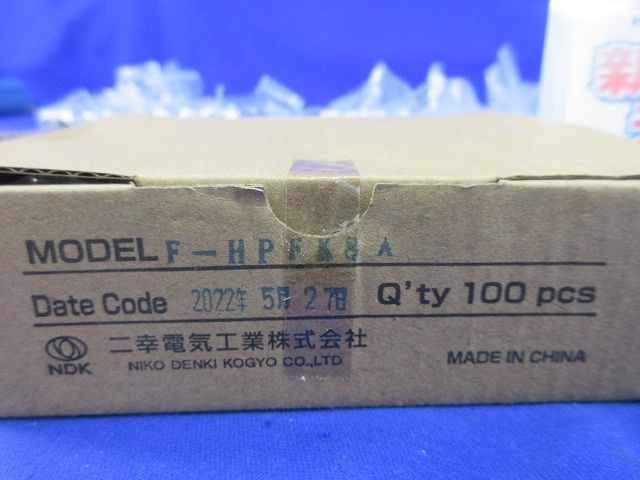 MODEL F-HPFK8A
Date Code 2022年 5月 27日 Q'ty 100 pcs
NDK 二幸電気工業株式会社
NIKO DENKI KOGYO CO.,LTD
MADE IN CHINA
新